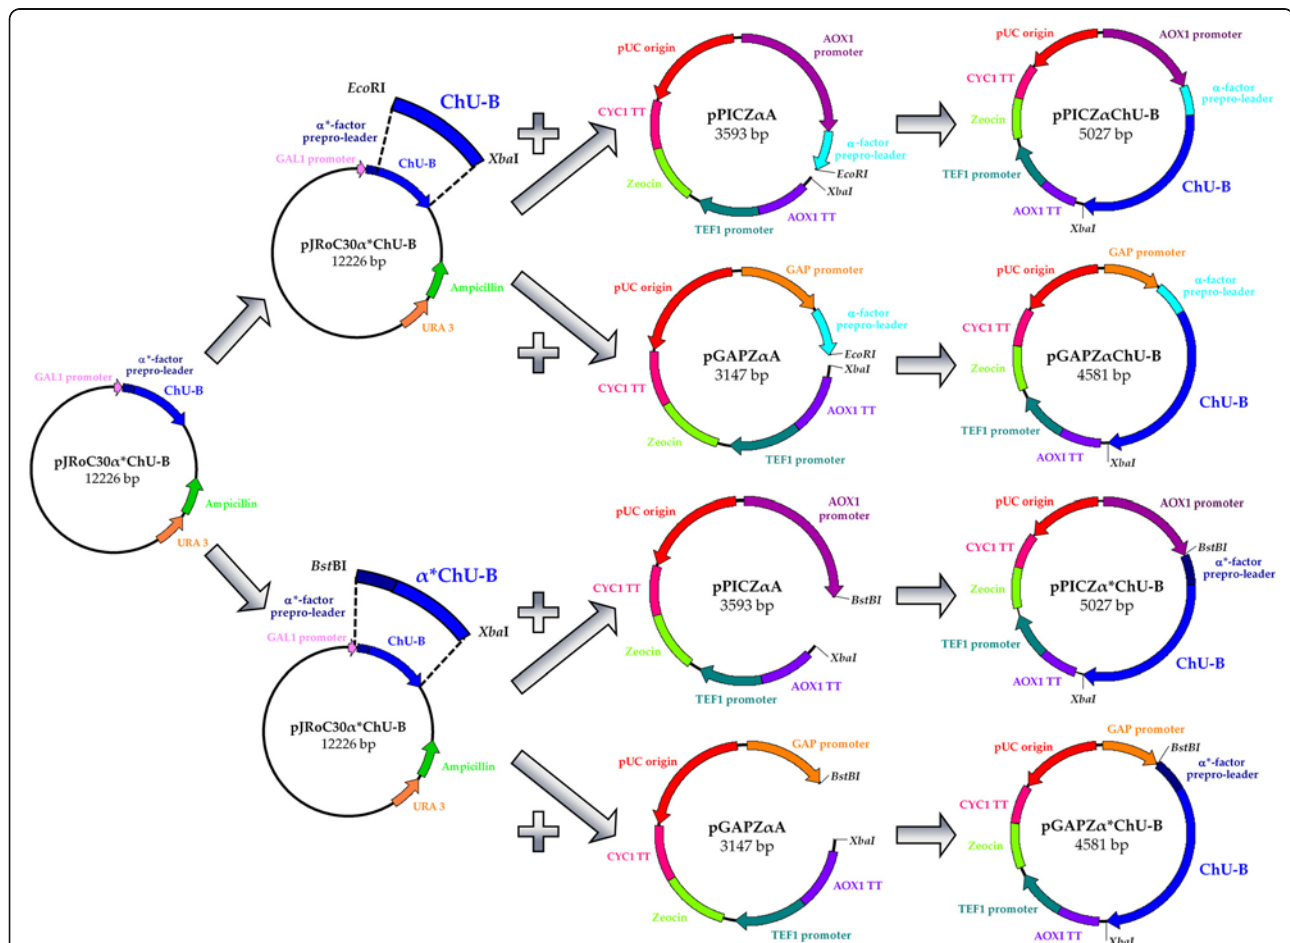 α*-factor
prepro-leader
GAL1 promoter
ChU-B
pJRoC30α*ChU-B
12226 bp
Ampicillin
URA 3
EcoRI
ChU-B
α*-factor
prepro-leader
XbaI
GAL1 promoter
ChU-B
pJRoC30α*ChU-B
12226 bp
Ampicillin
URA 3
pUC origin
AOX1
promoter
CYC1 TT
pPICZαA
3593 bp
α-factor
prepro-leader
EcoRI
XbaI
Zeocin
AOX1 TT
TEF1 promoter
pUC origin
AOX1 promoter
CYC1 TT
α-factor
prepro-leader
pPICZαChU-B
5027 bp
Zeocin
TEF1 promoter
ChU-B
AOX1 TT
XbaI
GAP promoter
pUC origin
α-factor
prepro-leader
pGAPZαA
3147 bp
EcoRI
XbaI
CYC1 TT
AOX1 TT
Zeocin
TEF1 promoter
GAP promoter
pUC origin
α-factor
prepro-leader
CYC1 TT
pGAPZαChU-B
4581 bp
Zeocin
ChU-B
TEF1 promoter
AOXI TT
XbaI
BstBI
α*ChU-B
α*-factor
prepro-leader
XbaI
GAL1 promoter
ChU-B
pJRoC30α*ChU-B
12226 bp
Ampicillin
URA 3
AOX1
promoter
pUC origin
CYC1 TT
pPICZαA
3593 bp
BstBI
Zeocin
XbaI
AOX1 TT
TEF1 promoter
AOX1 promoter
pUC origin
BstBI
α*-factor
prepro-leader
CYC1 TT
pPICZα*ChU-B
5027 bp
Zeocin
TEF1 promoter
ChU-B
AOX1 TT
XbaI
GAP promoter
pUC origin
BstBI
pGAPZαA
3147 bp
XbaI
CYC1 TT
AOX1 TT
Zeocin
TEF1 promoter
GAP promoter
pUC origin
BstBI
α*-factor
prepro-leader
CYC1 TT
pGAPZα*ChU-B
4581 bp
Zeocin
ChU-B
TEF1 promoter
AOXI TT
XbaI